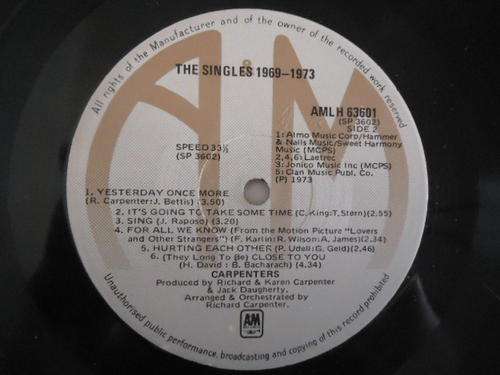 All rights of the Manufacturer and of the owner of the recorded work reserved
THE SINGLES 1969-1973
AMLH 63601
(SP 3602)
SIDE 2
SPEED 33⅓
(SP 3602)
1: Almo Music Corp/Hammer
& Nails Music/Sweet Harmony
Music (MCPS)
2,4,6: Laetrec
3: Jonico Music Inc (MCPS)
5: Clan Music Publ. Co.
(P) 1973
1. YESTERDAY ONCE MORE
(R. Carpenter: J. Bettis) (3.50)
2. IT'S GOING TO TAKE SOME TIME (C. King: T. Stern) (2.55)
3. SING (J. Raposo) (3.20)
4. FOR ALL WE KNOW (From the Motion Picture "Lovers
and Other Strangers") (F. Karlin: R. Wilson: A. James) (2.34)
5. HURTING EACH OTHER (P. Udell: G. Geld) (2.46)
6. (They Long To Be) CLOSE TO YOU
(H. David: B. Bacharach) (4.34)
CARPENTERS
Produced by Richard & Karen Carpenter
& Jack Daugherty.
Arranged & Orchestrated by
Richard Carpenter.
AM
Unauthorised public performance, broadcasting and copying of this record prohibited